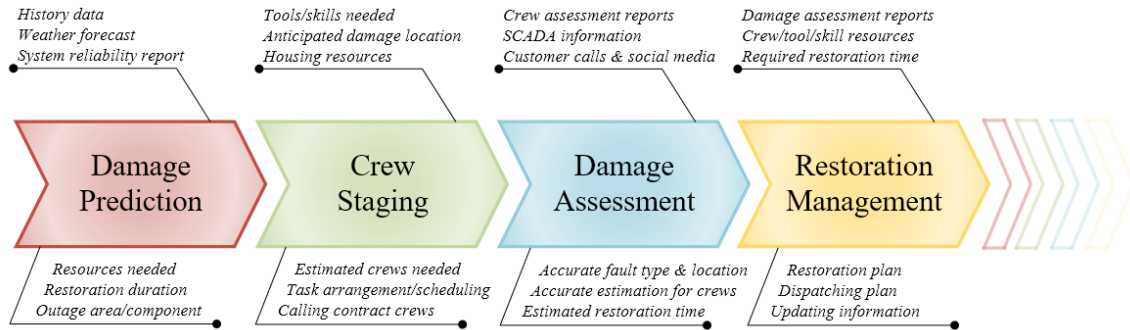 History data
Weather forecast
System reliability report
Tools/skills needed
Anticipated damage location
Housing resources
Crew assessment reports
SCADA information
Customer calls & social media
Damage assessment reports
Crew/tool/skill resources
Required restoration time
Damage
Prediction
Crew
Staging
Damage
Assessment
Restoration
Management
Resources needed
Restoration duration
Outage area/component
Estimated crews needed
Task arrangement/scheduling
Calling contract crews
Accurate fault type & location
Accurate estimation for crews
Estimated restoration time
Restoration plan
Dispatching plan
Updating information